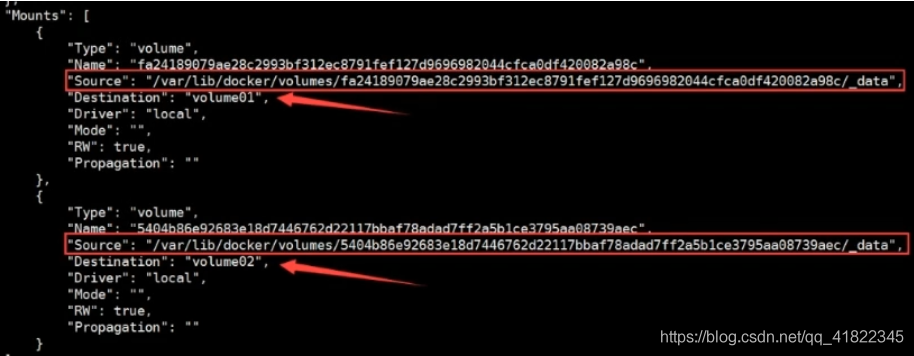 },
"Mounts": [
{
"Type": "volume",
"Name": "fa24189079ae28c2993bf312ec8791fef127d9696982044cfca0df420082a98c",
"Source": "/var/lib/docker/volumes/fa24189079ae28c2993bf312ec8791fef127d9696982044cfca0df420082a98c/_data",
"Destination": "volume01",
"Driver": "local",
"Mode": "",
"RW": true,
"Propagation": ""
},
{
"Type": "volume",
"Name": "5404b86e92683e18d7446762d22117bbaf78adad7ff2a5b1ce3795aa08739aec",
"Source": "/var/lib/docker/volumes/5404b86e92683e18d7446762d22117bbaf78adad7ff2a5b1ce3795aa08739aec/_data",
"Destination": "volume02",
"Driver": "local",
"Mode": "",
"RW": true,
"Propagation": ""
}
https://blog.csdn.net/qq_41822345